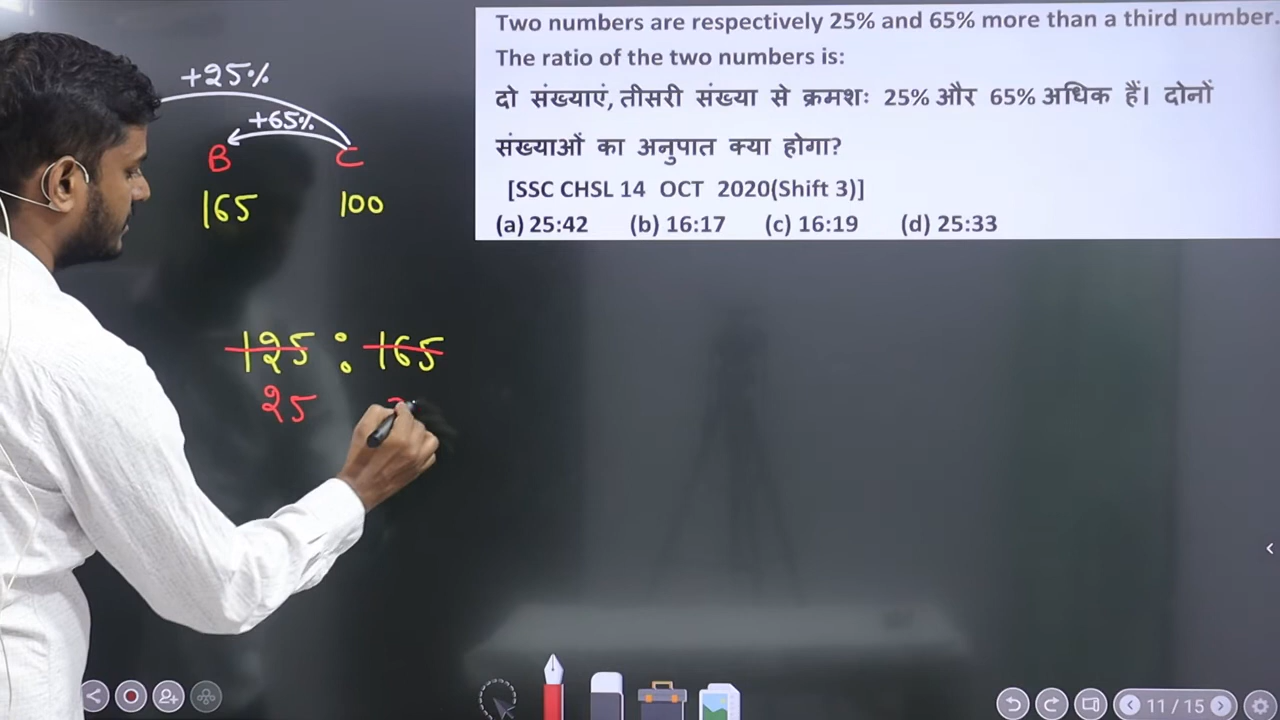 Two numbers are respectively 25% and 65% more than a third number.
The ratio of the two numbers is:
दो संख्याएं, तीसरी संख्या से क्रमशः 25% और 65% अधिक हैं। दोनों
संख्याओं का अनुपात क्या होगा?
[SSC CHSL 14 OCT 2020(Shift 3)]
(a) 25:42 (b) 16:17 (c) 16:19 (d) 25:33
+25%
+65%
B C
165 100
125 : 165
25
11 / 15